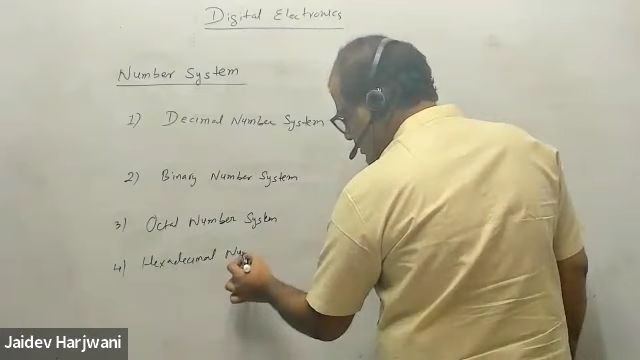 Digital Electronics
Number System
1) Decimal Number System
2) Binary Number System
3) Octal Number System
4) Hexadecimal Num
Jaidev Harjwani